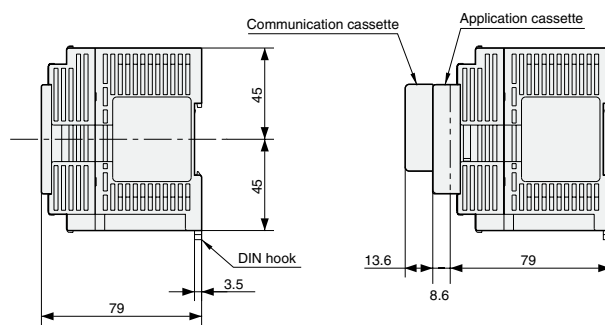 Communication cassette
Application cassette
45
45
DIN hook
3.5
79
13.6
79
8.6